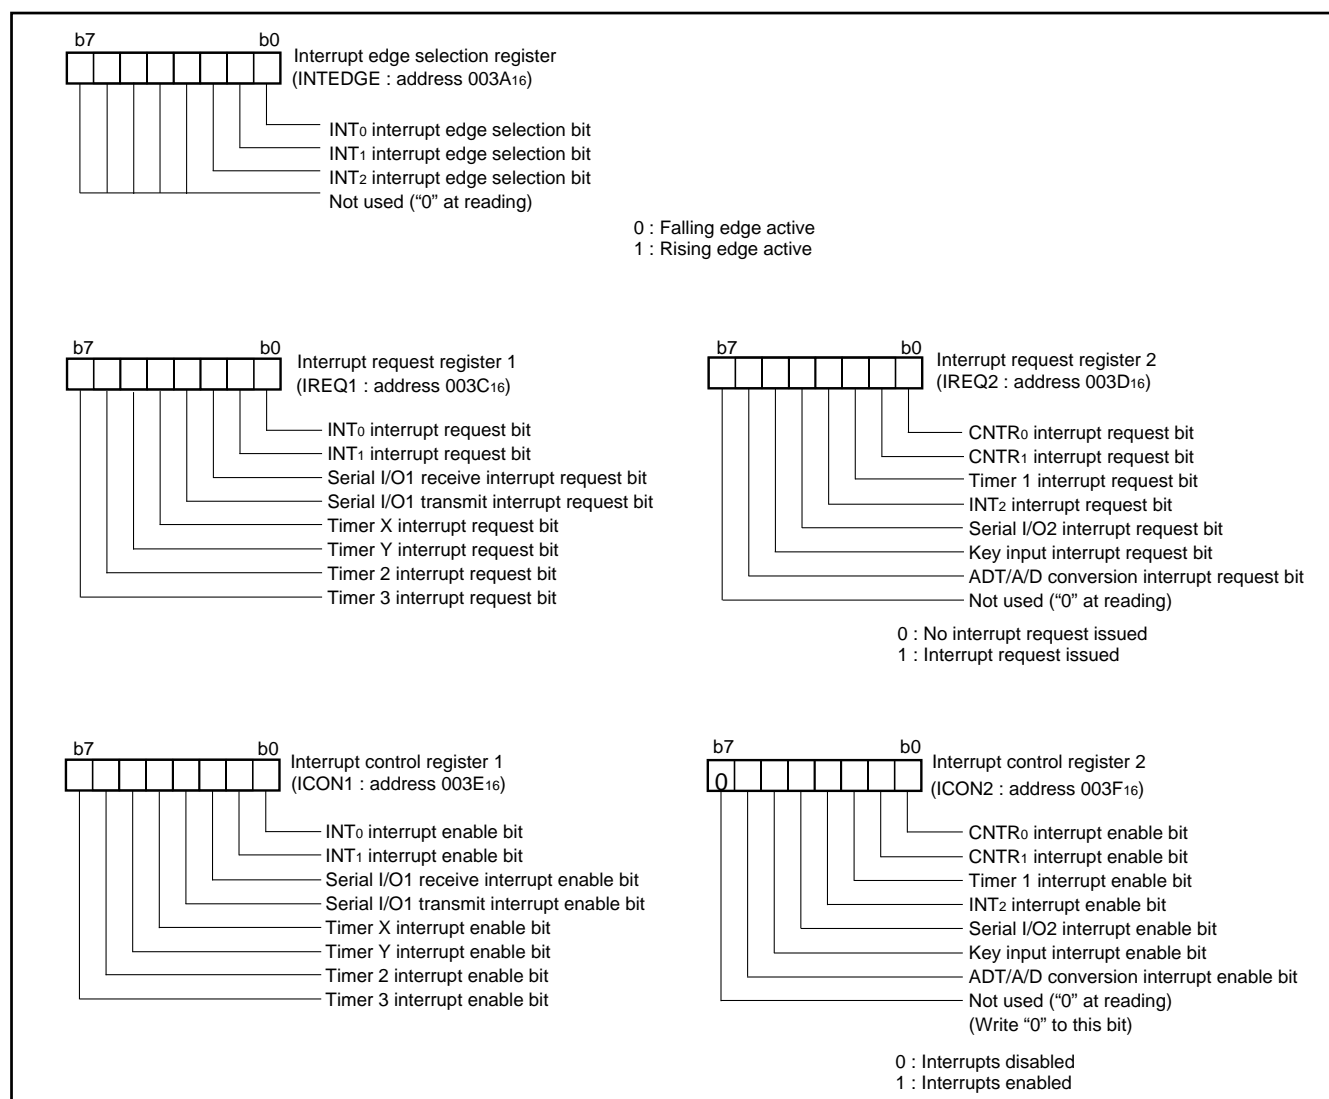 b7 b0
Interrupt edge selection register
(INTEDGE : address 003A16)
INT0 interrupt edge selection bit
INT1 interrupt edge selection bit
INT2 interrupt edge selection bit
Not used (“0” at reading)
0 : Falling edge active
1 : Rising edge active
b7 b0
Interrupt request register 1
(IREQ1 : address 003C16)
INT0 interrupt request bit
INT1 interrupt request bit
Serial I/O1 receive interrupt request bit
Serial I/O1 transmit interrupt request bit
Timer X interrupt request bit
Timer Y interrupt request bit
Timer 2 interrupt request bit
Timer 3 interrupt request bit
b7 b0
Interrupt request register 2
(IREQ2 : address 003D16)
CNTR0 interrupt request bit
CNTR1 interrupt request bit
Timer 1 interrupt request bit
INT2 interrupt request bit
Serial I/O2 interrupt request bit
Key input interrupt request bit
ADT/A/D conversion interrupt request bit
Not used (“0” at reading)
0 : No interrupt request issued
1 : Interrupt request issued
b7 b0
Interrupt control register 1
(ICON1 : address 003E16)
INT0 interrupt enable bit
INT1 interrupt enable bit
Serial I/O1 receive interrupt enable bit
Serial I/O1 transmit interrupt enable bit
Timer X interrupt enable bit
Timer Y interrupt enable bit
Timer 2 interrupt enable bit
Timer 3 interrupt enable bit
b7 b0
Interrupt control register 2
0
(ICON2 : address 003F16)
CNTR0 interrupt enable bit
CNTR1 interrupt enable bit
Timer 1 interrupt enable bit
INT2 interrupt enable bit
Serial I/O2 interrupt enable bit
Key input interrupt enable bit
ADT/A/D conversion interrupt enable bit
Not used (“0” at reading)
(Write “0” to this bit)
0 : Interrupts disabled
1 : Interrupts enabled